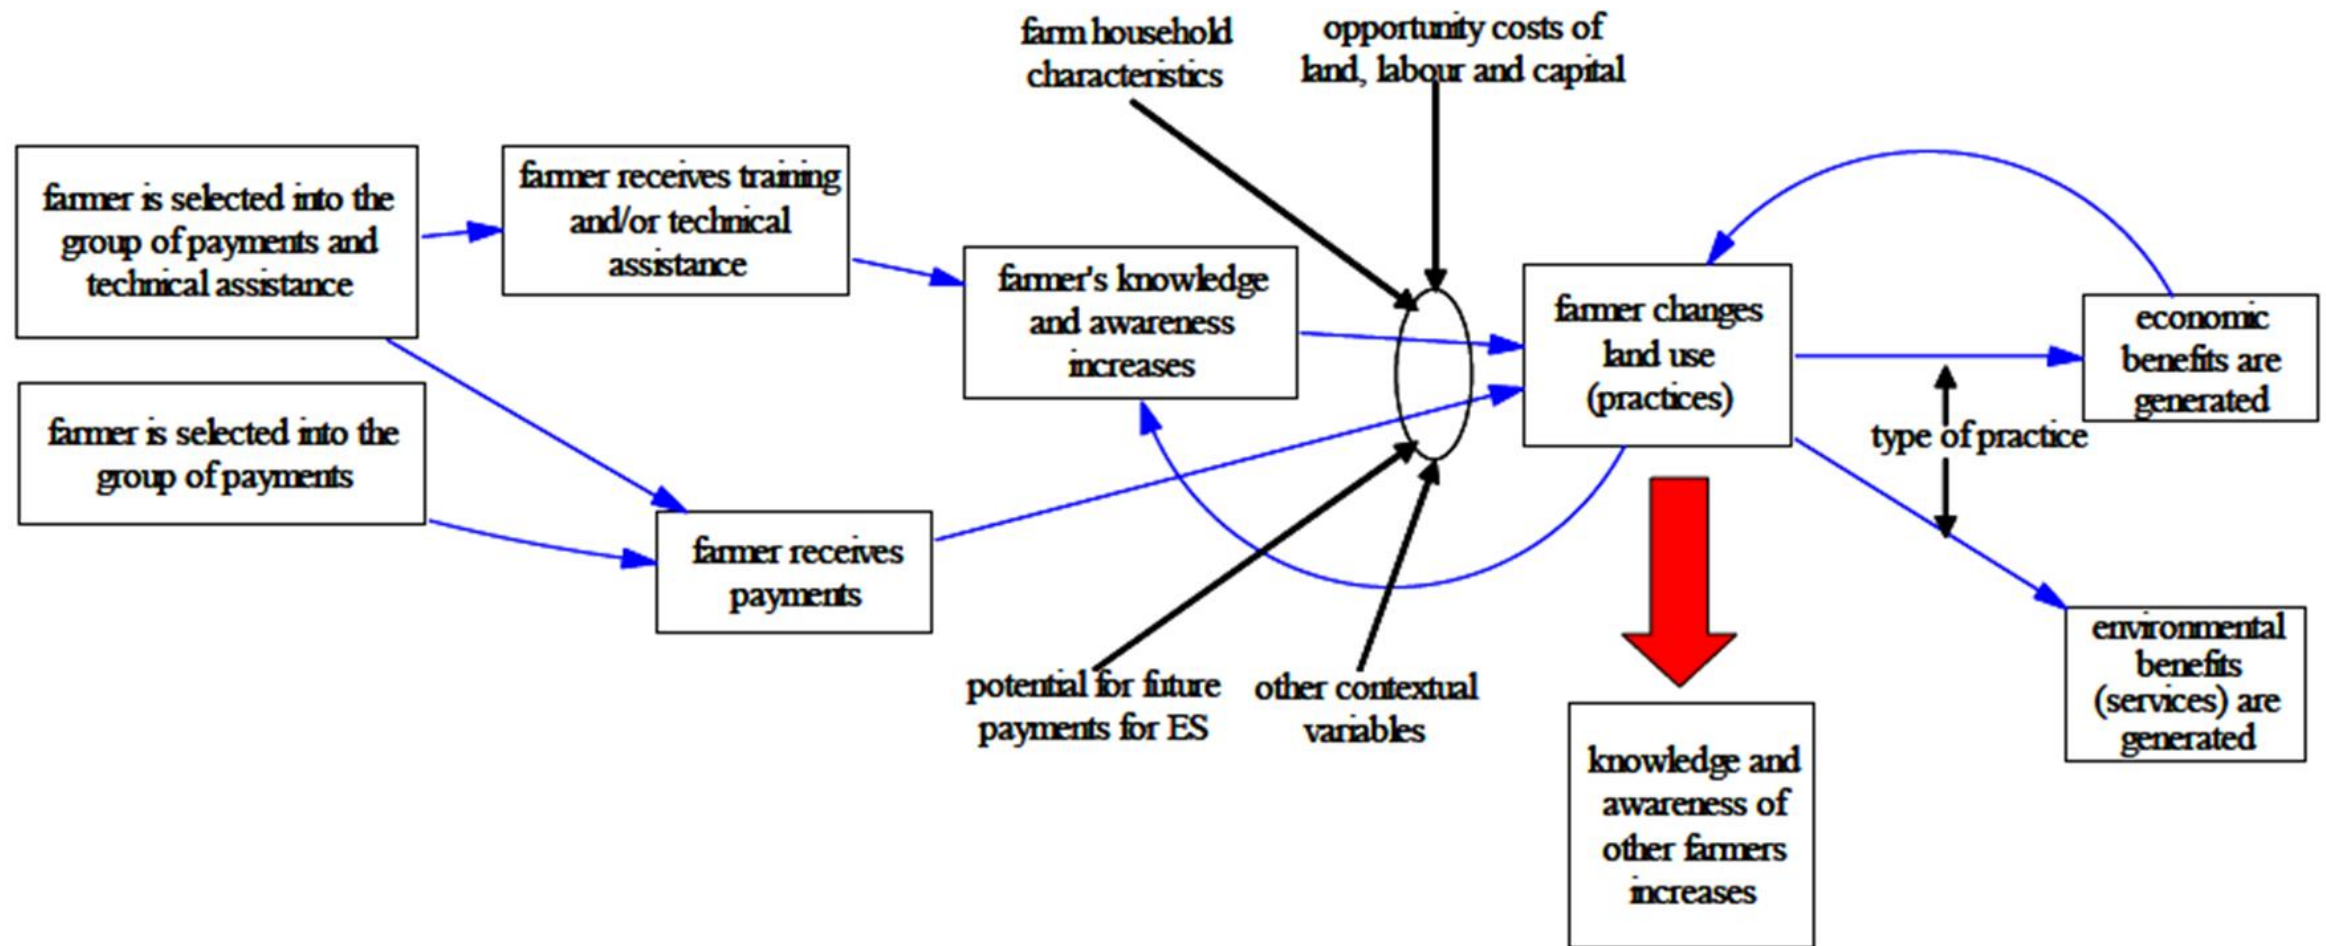 farm household
characteristics
opportunity costs of
land, labour and capital
farmer is selected into the
group of payments and
technical assistance
farmer receives training
and/or technical
assistance
farmer's knowledge
and awareness
increases
farmer changes
land use
(practices)
economic
benefits are
generated
farmer is selected into the
group of payments
type of practice
farmer receives
payments
potential for future
payments for ES
other contextual
variables
environmental
benefits
(services) are
generated
knowledge and
awareness of
other farmers
increases